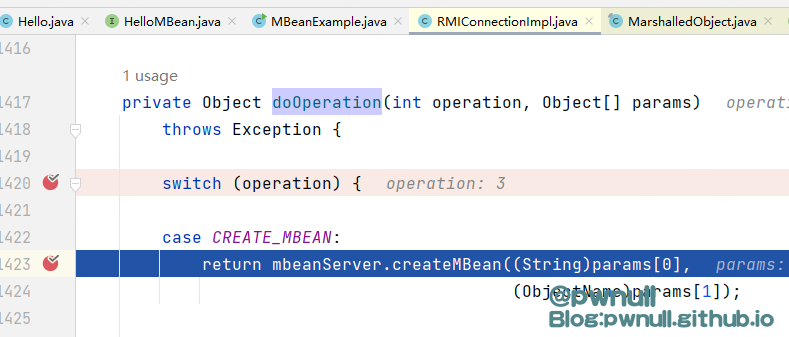 Hello.java × HelloMBean.java × MBeanExample.java × RMIConnectionImpl.java × MarshalledObject.java ×
1416
1 usage
1417 private Object doOperation(int operation, Object[] params) operati
1418 throws Exception {
1419
1420 switch (operation) { operation: 3
1421
1422 case CREATE_MBEAN:
1423 return mbeanServer.createMBean((String)params[0], params:
1424 (ObjectName)params[1]);
@pwnull
1425
Blog:pwnull.github.io